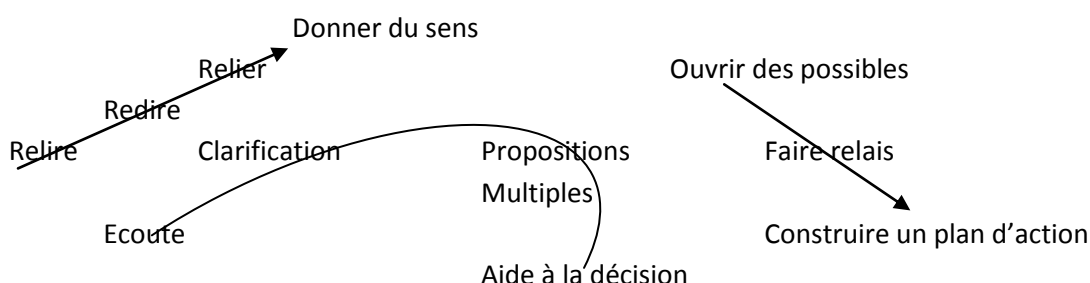 Donner du sens
Relier Ouvrir des possibles
Redire
Relire Clarification Propositions Faire relais
Multiples
Ecoute Construire un plan d'action
Aide à la décision